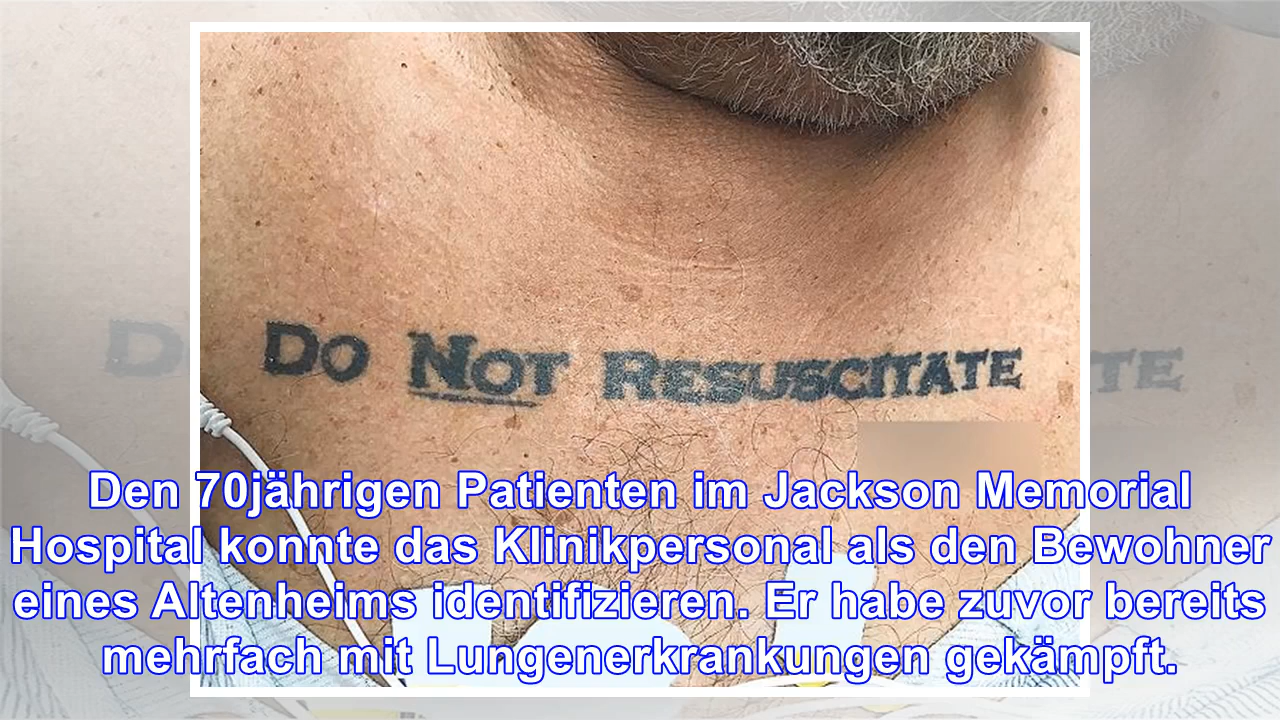 Do Not Resuscitate
Den 70jährigen Patienten im Jackson Memorial
Hospital konnte das Klinikpersonal als den Bewohner
eines Altenheims identifizieren. Er habe zuvor bereits
mehrfach mit Lungenerkrankungen gekämpft.